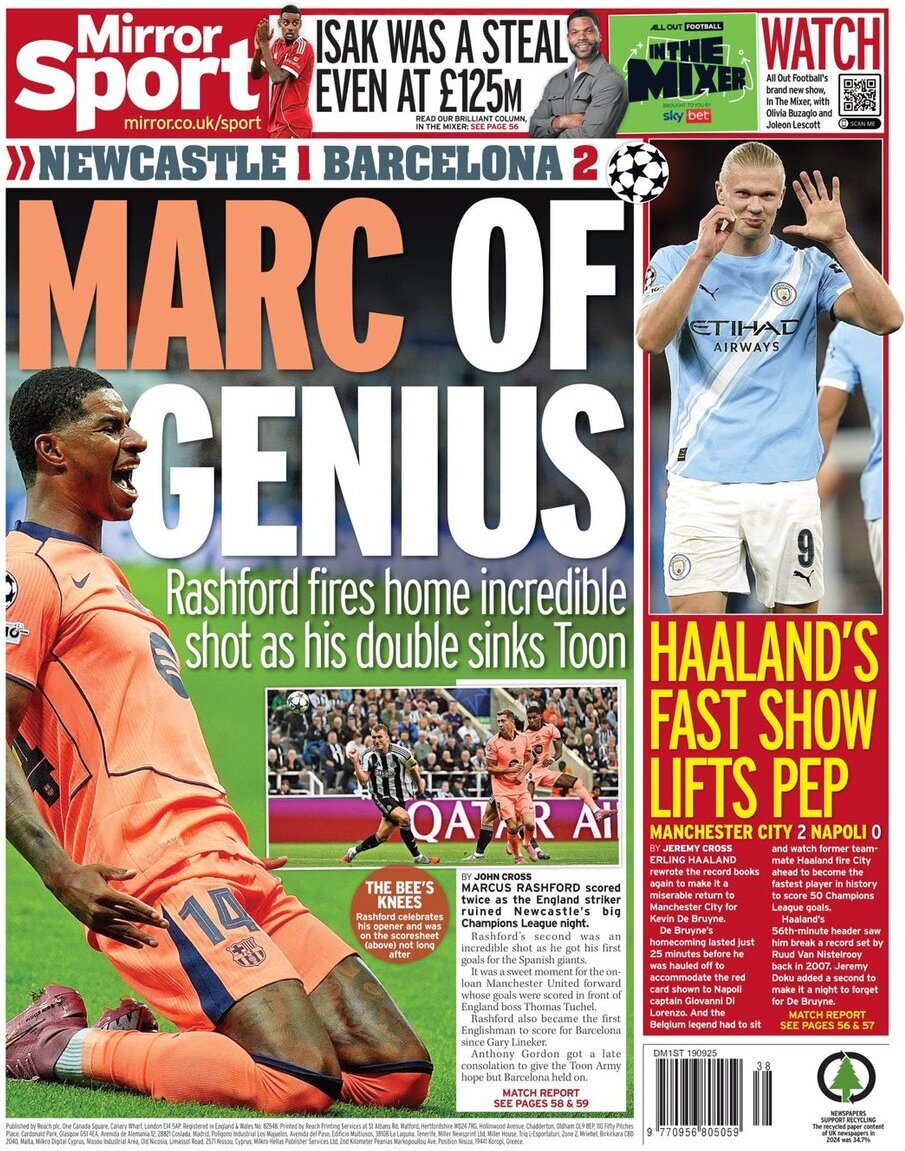 Mirror
Sport
mirror.co.uk/sport
ISAK WAS A STEAL
EVEN AT £125M
READ OUR BRILLIANT COLUMN,
IN THE MIXER: SEE PAGE 56
ALL OUT FOOTBALL
IN THE
MIXER
BROUGHT TO YOU BY
sky bet
WATCH
All Out Football's
brand new show,
In The Mixer, with
Olivia Buzaglo and
Joleon Lescott
SCAN ME
NEWCASTLE 1 BARCELONA 2
MARC OF
GENIUS
Rashford fires home incredible
shot as his double sinks Toon
14
QATAR AI
THE BEE'S
KNEES
Rashford celebrates
his opener and was
on the scoresheet
(above) not long
after
BY JOHN CROSS
MARCUS RASHFORD scored
twice as the England striker
ruined Newcastle's big
Champions League night.
Rashford's second was an
incredible shot as he got his first
goals for the Spanish giants.
It was a sweet moment for the on-
loan Manchester United forward
whose goals were scored in front of
England boss Thomas Tuchel.
Rashford also became the first
Englishman to score for Barcelona
since Gary Lineker.
Anthony Gordon got a late
consolation to give the Toon Army
hope but Barcelona held on.
MATCH REPORT
SEE PAGES 58 & 59
ETIHAD
AIRWAYS
9
HAALAND'S
FAST SHOW
LIFTS PEP
MANCHESTER CITY 2 NAPOLI 0
BY JEREMY CROSS
ERLING HAALAND
rewrote the record books
again to make it a
miserable return to
Manchester City for
Kevin De Bruyne.
De Bruyne's
homecoming lasted just
25 minutes before he
was hauled off to
accommodate the red
card shown to Napoli
captain Giovanni Di
Lorenzo. And the
Belgium legend had to sit
and watch former team-
mate Haaland fire City
ahead to become the
fastest player in history
to score 50 Champions
League goals.
Haaland's
56th-minute header saw
him break a record set by
Ruud Van Nistelrooy
back in 2007. Jeremy
Doku added a second to
make it a night to forget
for De Bruyne.
MATCH REPORT
SEE PAGES 56 & 57
DM1ST 190925
38
9 770956 805059
NEWSPAPERS
SUPPORT RECYCLING
The recycled paper content
of UK newspapers in
2024 was 34.7%